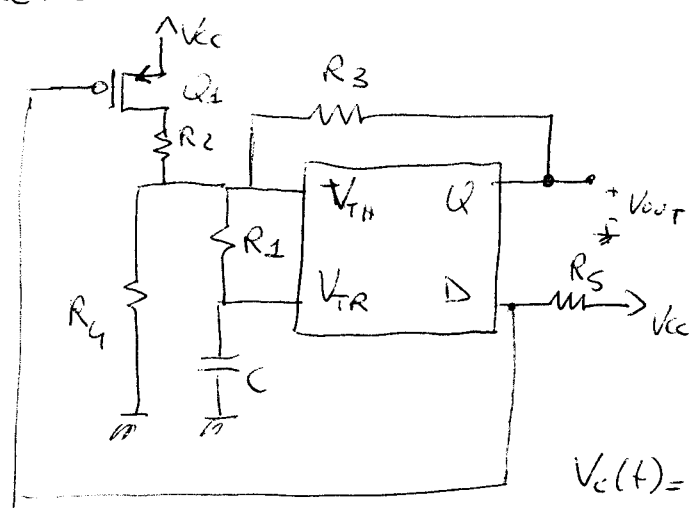 Vcc
R3
Q1
R2
VTH Q
+
VOUT
-
R1
R5
VTR D
Vcc
R4
C
Vc(t)=